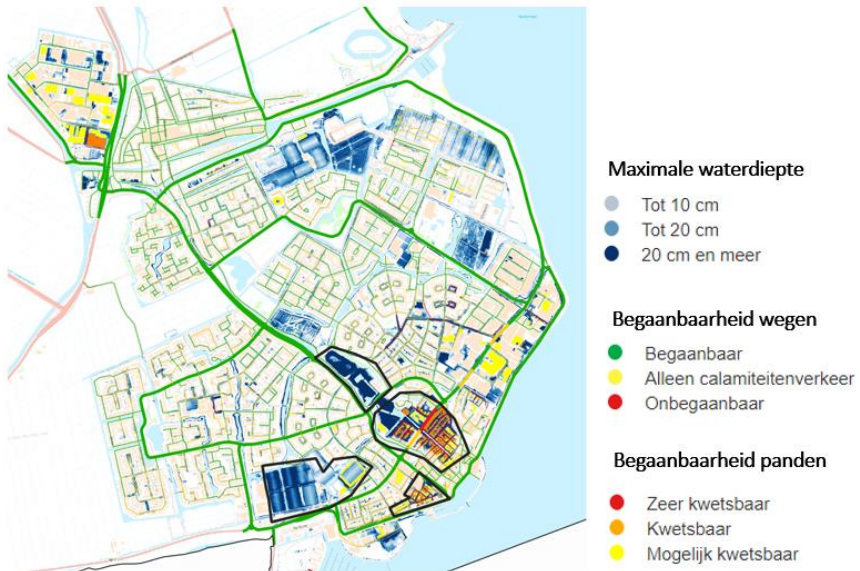 Maximale waterdiepte
Tot 10 cm
Tot 20 cm
20 cm en meer
Begaanbaarheid wegen
Begaanbaar
Alleen calamiteitenverkeer
Onbegaanbaar
Begaanbaarheid panden
Zeer kwetsbaar
Kwetsbaar
Mogelijk kwetsbaar